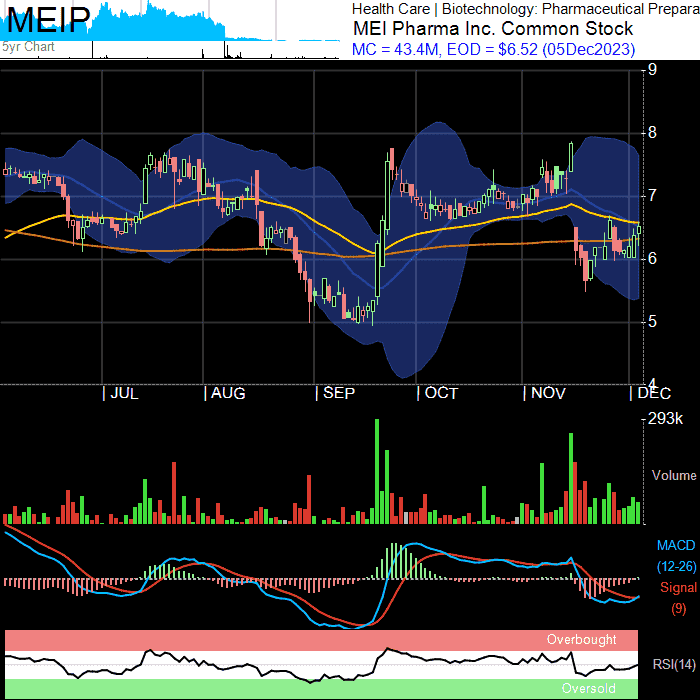 MEIP
5yr Chart
Health Care | Biotechnology: Pharmaceutical Prepara
MEI Pharma Inc. Common Stock
MC = 43.4M, EOD = $6.52 (05Dec2023)
9
8
7
6
5
4
| JUL | AUG | SEP | OCT | NOV | DEC
293k
Volume
MACD
(12-26)
Signal
(9)
Overbought
RSI(14)
Oversold